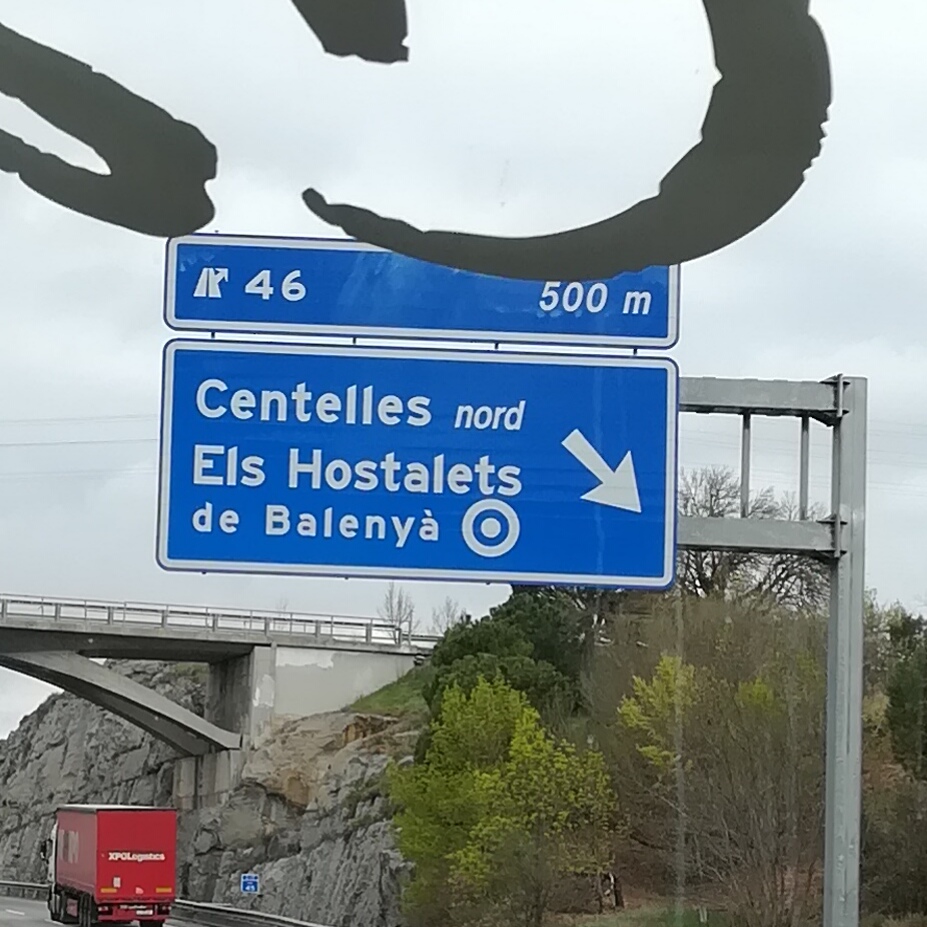 46 500 m
Centelles nord
Els Hostalets
de Balenyà
XPOLogistics